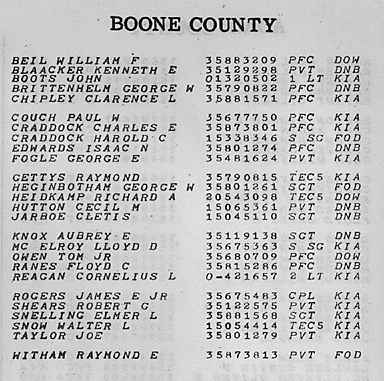 BOONE COUNTY
BEIL WILLIAM F 35883209 PFC DOW
BLAACKER KENNETH E 35129298 PVT DNB
BOOTS JOHN 01320502 1 LT KIA
BRITTENHELM GEORGE W 35790822 PFC DNB
CHIPLEY CLARENCE L 35881571 PFC KIA
COUCH PAUL W 35677750 PFC KIA
CRADDOCK CHARLES E 35873801 PFC KIA
CRADDOCK HAROLD C 15338346 S SG FOD
EDWARDS ISAAC N 35801274 PFC DNB
FOGLE GEORGE E 35481624 PVT KIA
GETTYS RAYMOND 35790815 TEC5 KIA
HEGINBOTHAM GEORGE W 35801261 SGT FOD
HEIDKAMP RICHARD A 20543098 TEC5 DOW
HUTTON CECIL M 15065361 PVT DNB
JARBOE CLETIS 15045110 SGT DNB
KNOX AUBREY E 35119138 SGT DNB
MC ELROY LLOYD D 35675363 S SG KIA
OWEN TOM JR 35680709 PFC DOW
RANES FLOYD C 35815286 PFC DNB
REAGAN CORNELIUS L 0-421657 2 LT KIA
ROGERS JAMES E JR 35675483 CPL KIA
SHEARS ROBERT G 35122575 PVT KIA
SNELLING ELMER L 35881568 SGT KIA
SNOW WALTER L 15054414 TEC5 KIA
TAYLOR JOE 35801279 PVT KIA
WITHAM RAYMOND E 35873813 PVT FOD